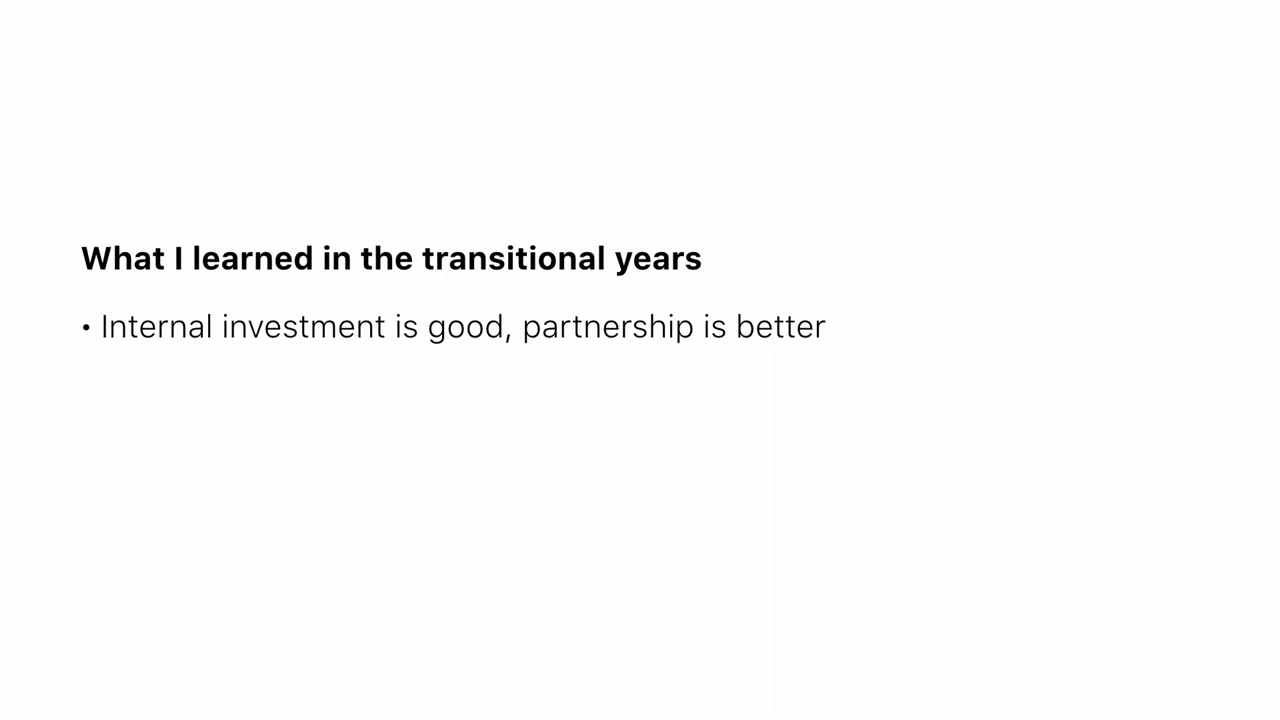 What I learned in the transitional years
• Internal investment is good, partnership is better